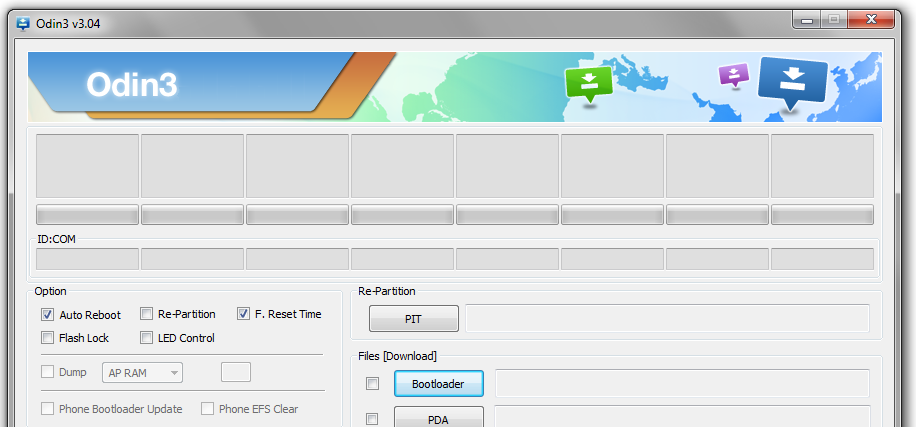 Odin3 v3.04
Odin3
ID:COM
Option
Auto Reboot Re-Partition F. Reset Time
Flash Lock LED Control
Dump AP RAM
Phone Bootloader Update Phone EFS Clear
Re-Partition
PIT
Files [Download]
Bootloader
PDA